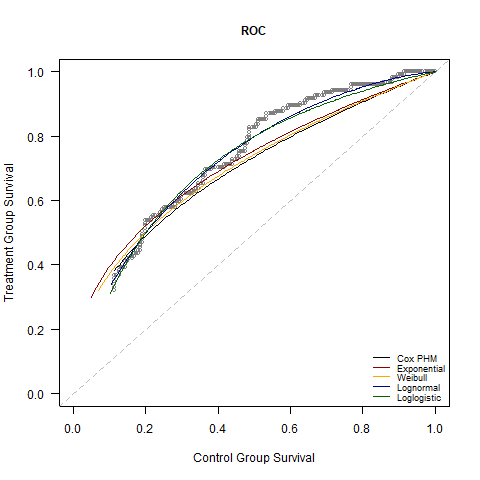 ROC
Treatment Group Survival
1.0
0.8
0.6
0.4
0.2
0.0
Cox PHM
Exponential
Weibull
Lognormal
Loglogistic
0.0 0.2 0.4 0.6 0.8 1.0
Control Group Survival